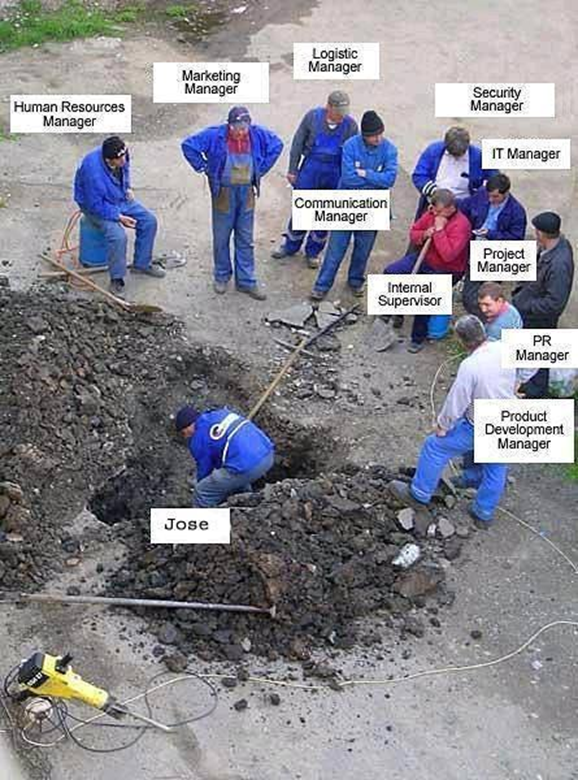 Logistic
Manager
Marketing
Manager
Security
Manager
Human Resources
Manager
IT Manager
Communication
Manager
Project
Manager
Internal
Supervisor
PR
Manager
Product
Development
Manager
Jose